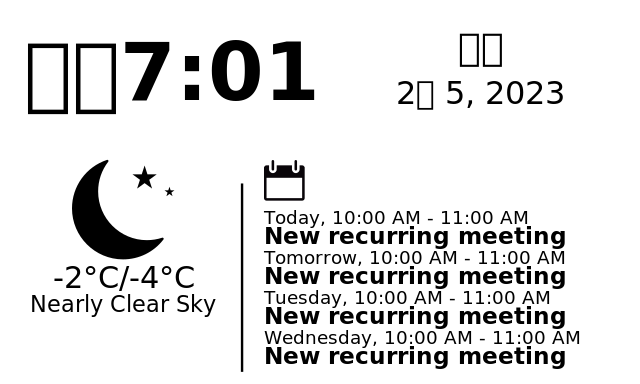 7:01
2 5, 2023
-2°C/-4°C
Nearly Clear Sky
Today, 10:00 AM - 11:00 AM
New recurring meeting
Tomorrow, 10:00 AM - 11:00 AM
New recurring meeting
Tuesday, 10:00 AM - 11:00 AM
New recurring meeting
Wednesday, 10:00 AM - 11:00 AM
New recurring meeting